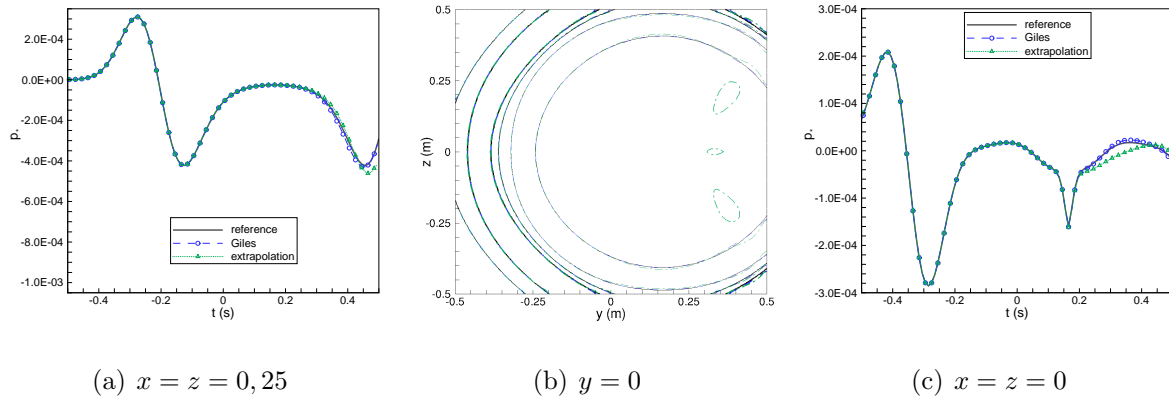 2.0E-04
0.0E+00
-2.0E-04
-4.0E-04
-6.0E-04
-8.0E-04
-1.0E-03
p.
reference
Giles
extrapolation
-0.4 -0.2 0 0.2 0.4
t (s)
0.5
0.25
0
-0.25
-0.5
z (m)
-0.5 -0.25 0 0.25 0.5
y (m)
3.0E-04
2.0E-04
1.0E-04
0.0E+00
-1.0E-04
-2.0E-04
-3.0E-04
p.
reference
Giles
extrapolation
-0.4 -0.2 0 0.2 0.4
t (s)
(a) x = z = 0, 25
(b) y = 0
(c) x = z = 0